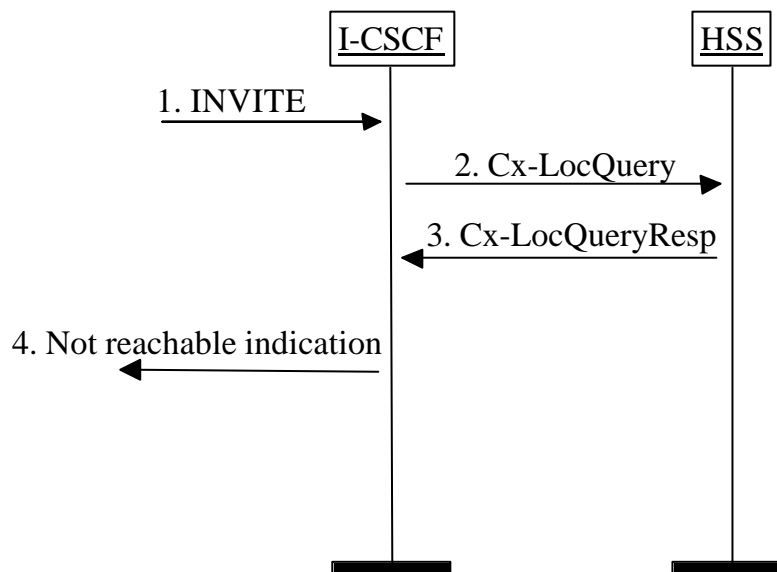 I-CSCF
HSS
1. INVITE
2. Cx-LocQuery
3. Cx-LocQueryResp
4. Not reachable indication